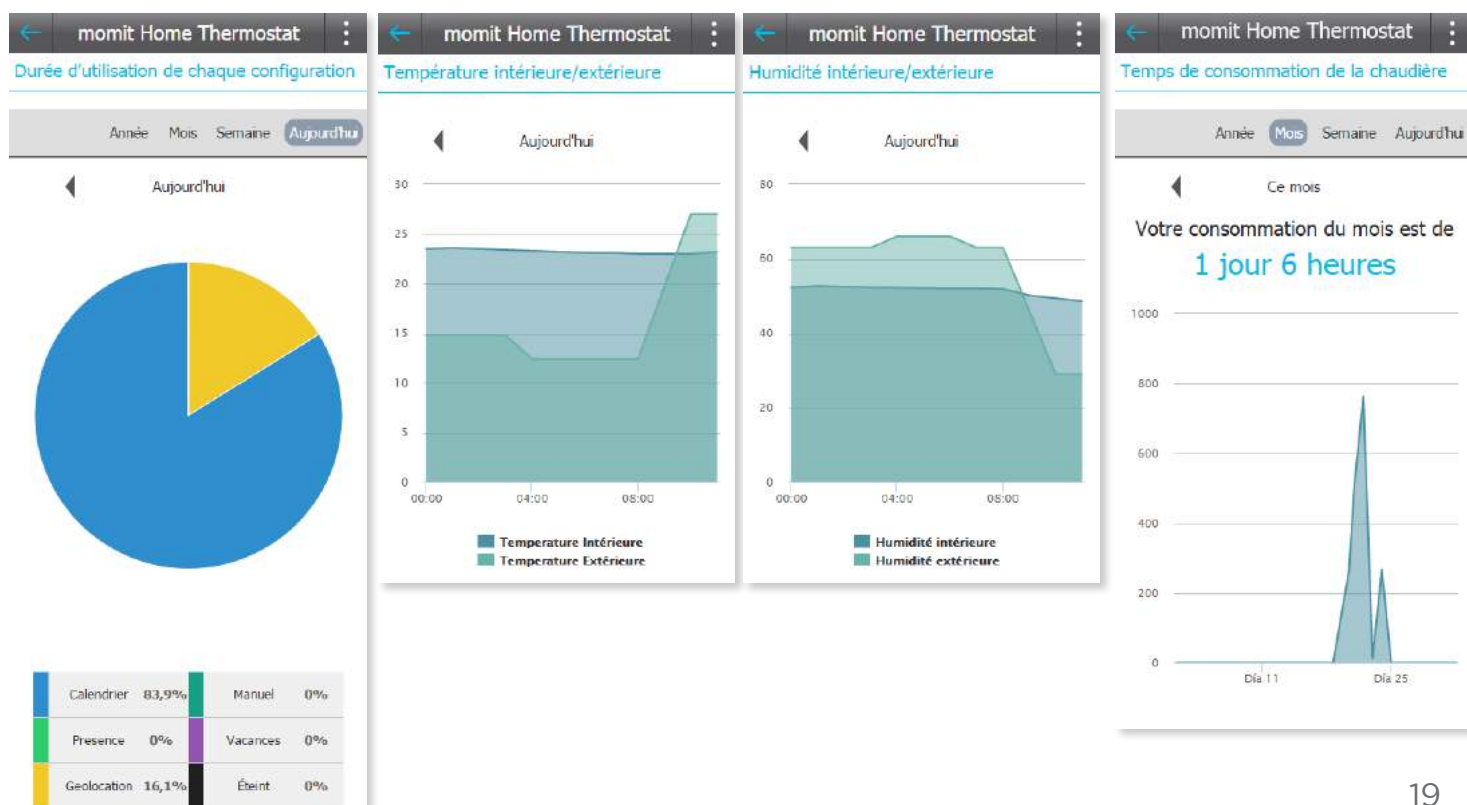 momit Home Thermostat
Durée d'utilisation de chaque configuration
Année Mois Semaine Aujourd'hui
Aujourd'hui
Calendrier 83,9% Manuel 0%
Presence 0% Vacances 0%
Geolocation 16,1% Éteint 0%
momit Home Thermostat
Température intérieure/extérieure
Aujourd'hui
30
25
20
15
10
5
0
00:00 04:00 08:00
Temperature Intérieure
Temperature Extérieure
momit Home Thermostat
Humidité intérieure/extérieure
Aujourd'hui
80
60
40
20
0
00:00 04:00 08:00
Humidité intérieure
Humidité extérieure
momit Home Thermostat
Temps de consommation de la chaudière
Année Mois Semaine Aujourd'hui
Ce mois
Votre consommation du mois est de
1 jour 6 heures
1000
800
600
400
200
0
Día 11 Día 25
19